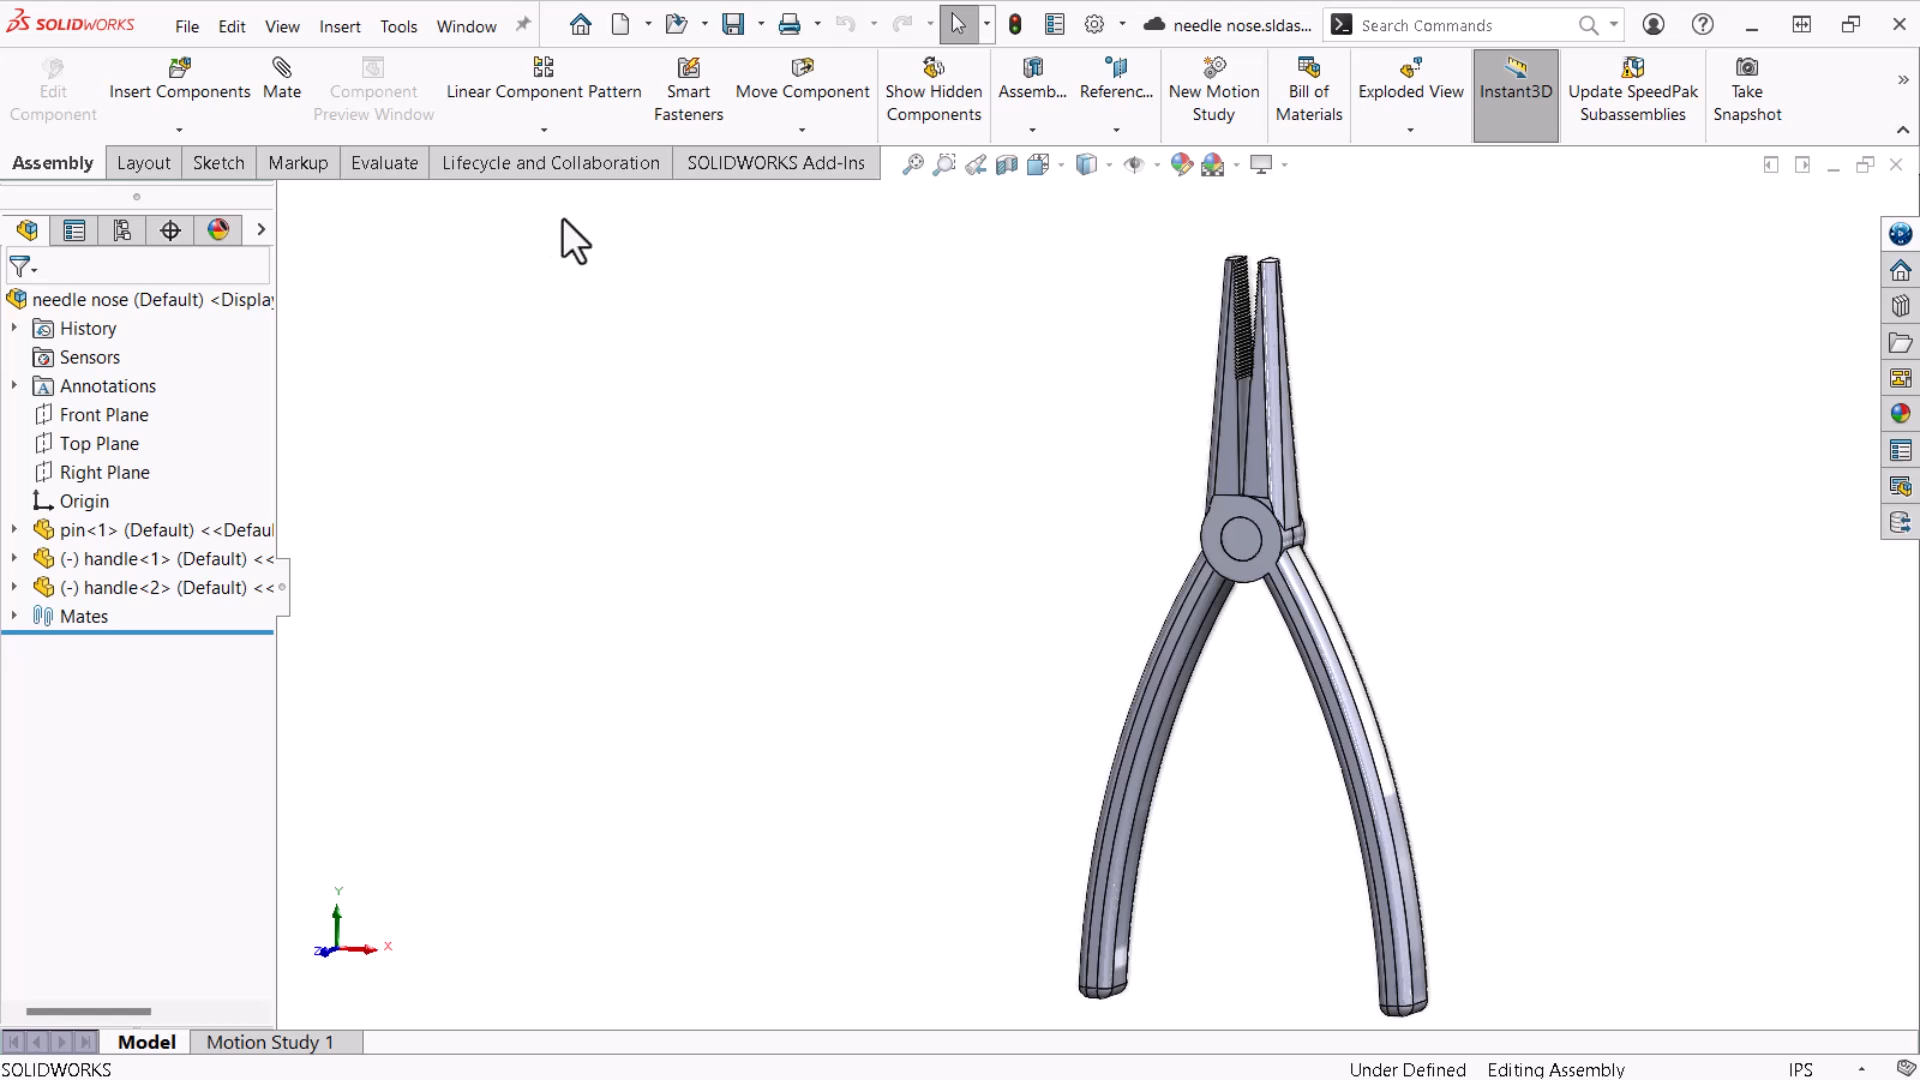 SOLIDWORKS File Edit View Insert Tools Window needle nose.sldas... Search Commands
Edit Component
Insert Components
Mate
Component Preview Window
Linear Component Pattern
Smart Fasteners
Move Component
Show Hidden Components
Assemb...
Referenc...
New Motion Study
Bill of Materials
Exploded View
Instant3D
Update SpeedPak Subassemblies
Take Snapshot
Assembly Layout Sketch Markup Evaluate Lifecycle and Collaboration SOLIDWORKS Add-Ins
needle nose (Default) <Display
History
Sensors
Annotations
Front Plane
Top Plane
Right Plane
Origin
pin<1> (Default) <<Defaul
(-) handle<1> (Default) <<
(-) handle<2> (Default) <<
Mates
Y
Z
X
Model Motion Study 1
SOLIDWORKS Under Defined Editing Assembly IPS